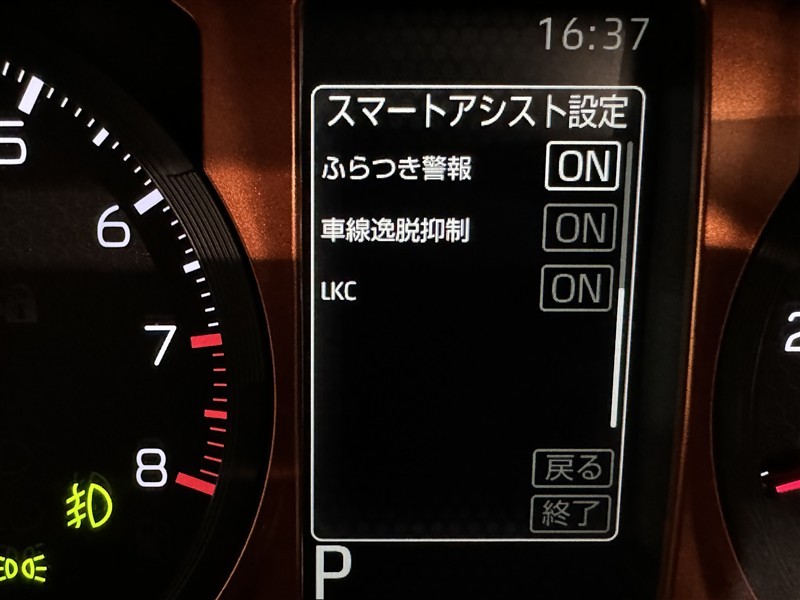 16:37
スマートアシスト設定
ふらつき警報 ON
車線逸脱抑制 ON
LKC ON
戻る
終了
P
5
6
7
8
2